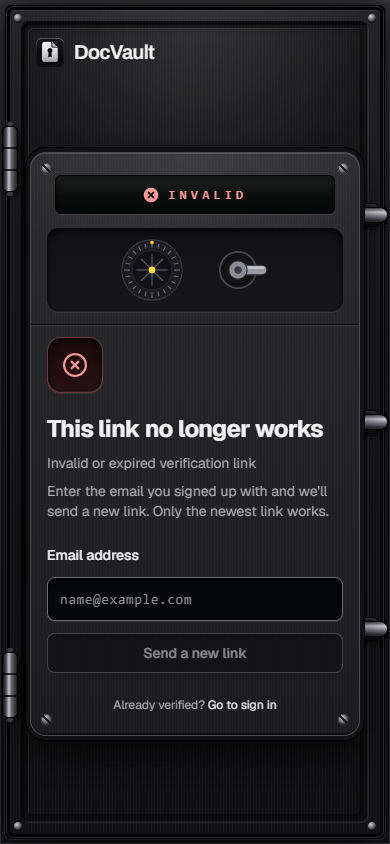 DocVault
INVALID
This link no longer works
Invalid or expired verification link
Enter the email you signed up with and we'll
send a new link. Only the newest link works.
Email address
name@example.com
Send a new link
Already verified? Go to sign in